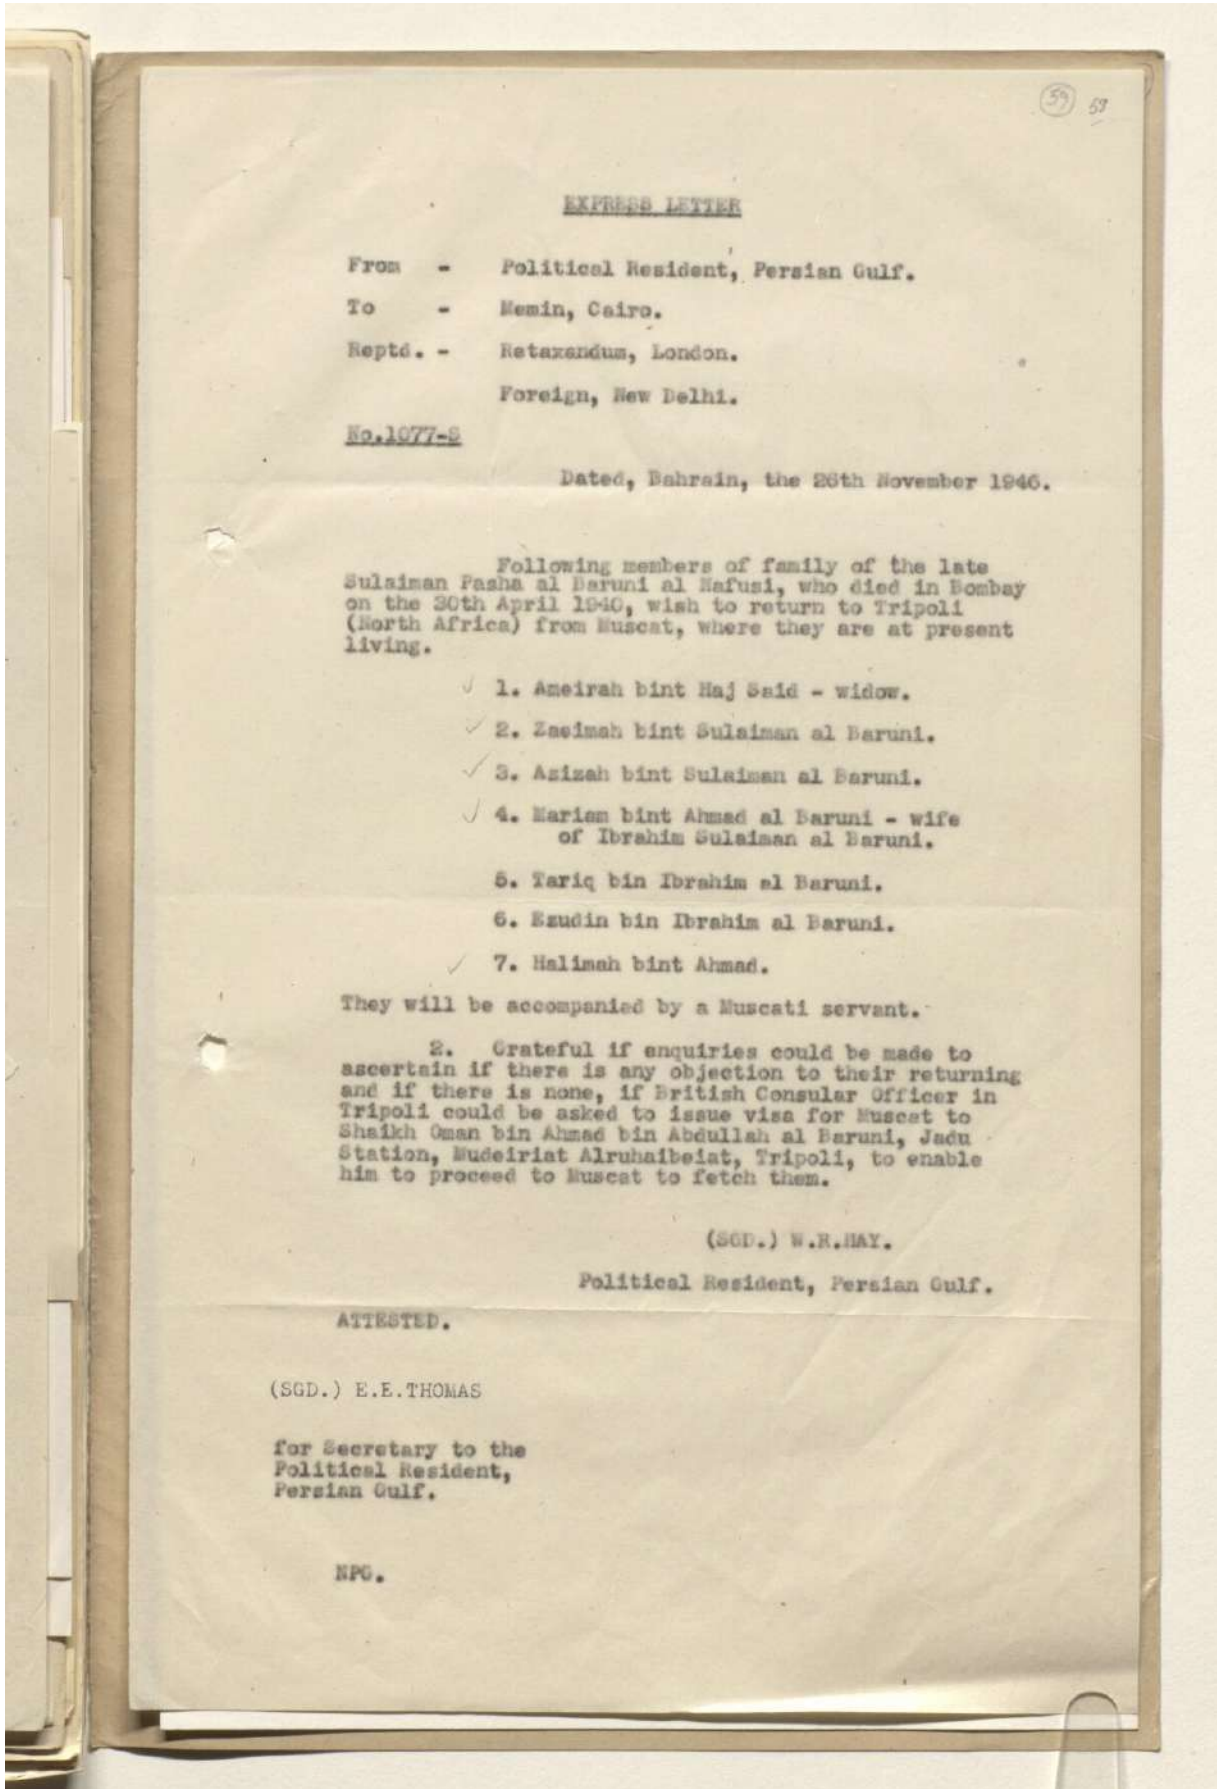 59 59
EXPRESS LETTER
From - Political Resident, Persian Gulf.
To - Memin, Cairo.
Reptd. - Retaxandum, London.
Foreign, New Delhi.
No.1077-S
Dated, Bahrain, the 26th November 1946.
Following members of family of the late
Sulaiman Pasha al Baruni al Nafusi, who died in Bombay
on the 30th April 1940, wish to return to Tripoli
(North Africa) from Muscat, where they are at present
living.
1. Ameirah bint Haj Said - widow.
2. Zaeimah bint Sulaiman al Baruni.
3. Azizah bint Sulaiman al Baruni.
4. Mariam bint Ahmad al Baruni - wife
of Ibrahim Sulaiman al Baruni.
5. Tariq bin Ibrahim al Baruni.
6. Ezudin bin Ibrahim al Baruni.
7. Halimah bint Ahmad.
They will be accompanied by a Muscati servant.
2. Grateful if enquiries could be made to
ascertain if there is any objection to their returning
and if there is none, if British Consular Officer in
Tripoli could be asked to issue visa for Muscat to
Shaikh Oman bin Ahmad bin Abdullah al Baruni, Jadu
Station, Mudeiriat Alruhaibeiat, Tripoli, to enable
him to proceed to Muscat to fetch them.
(SGD.) W.R.HAY.
Political Resident, Persian Gulf.
ATTESTED.
(SGD.) E.E.THOMAS
for Secretary to the
Political Resident,
Persian Gulf.
NPG.